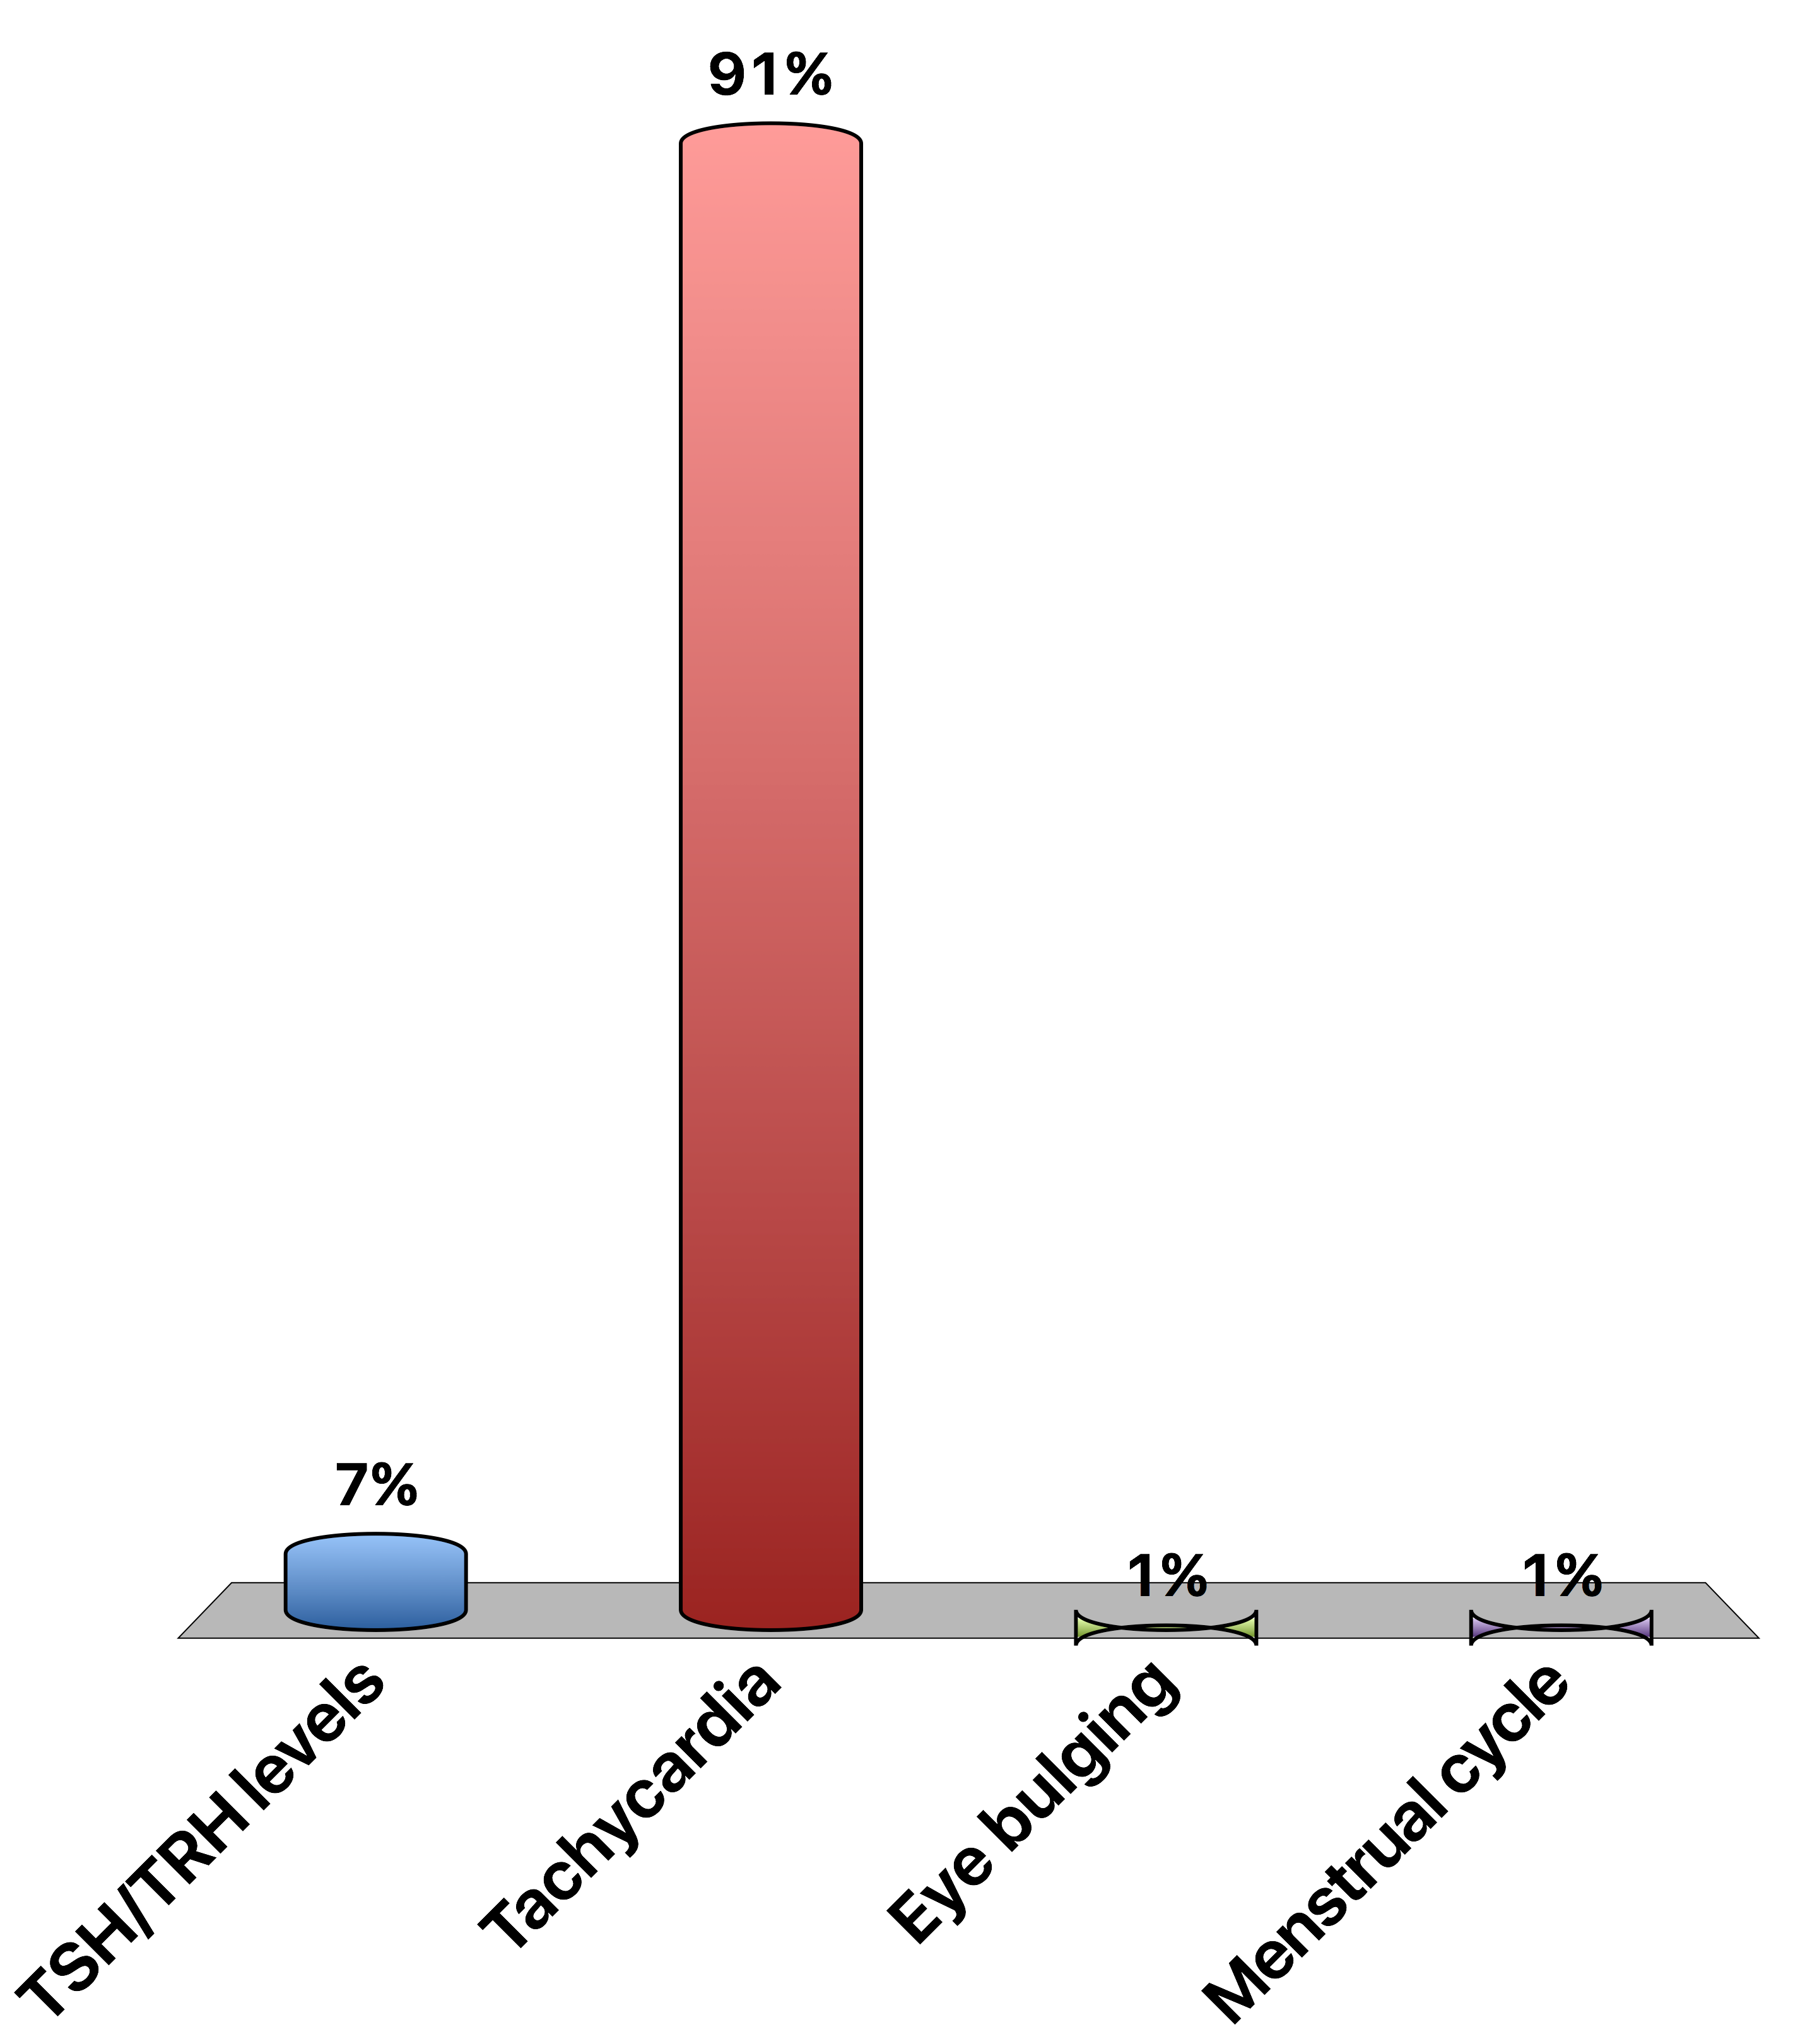 91%
7%
1%
1%
TSH/TRH levels
Tachycardia
Eye bulging
Menstrual cycle